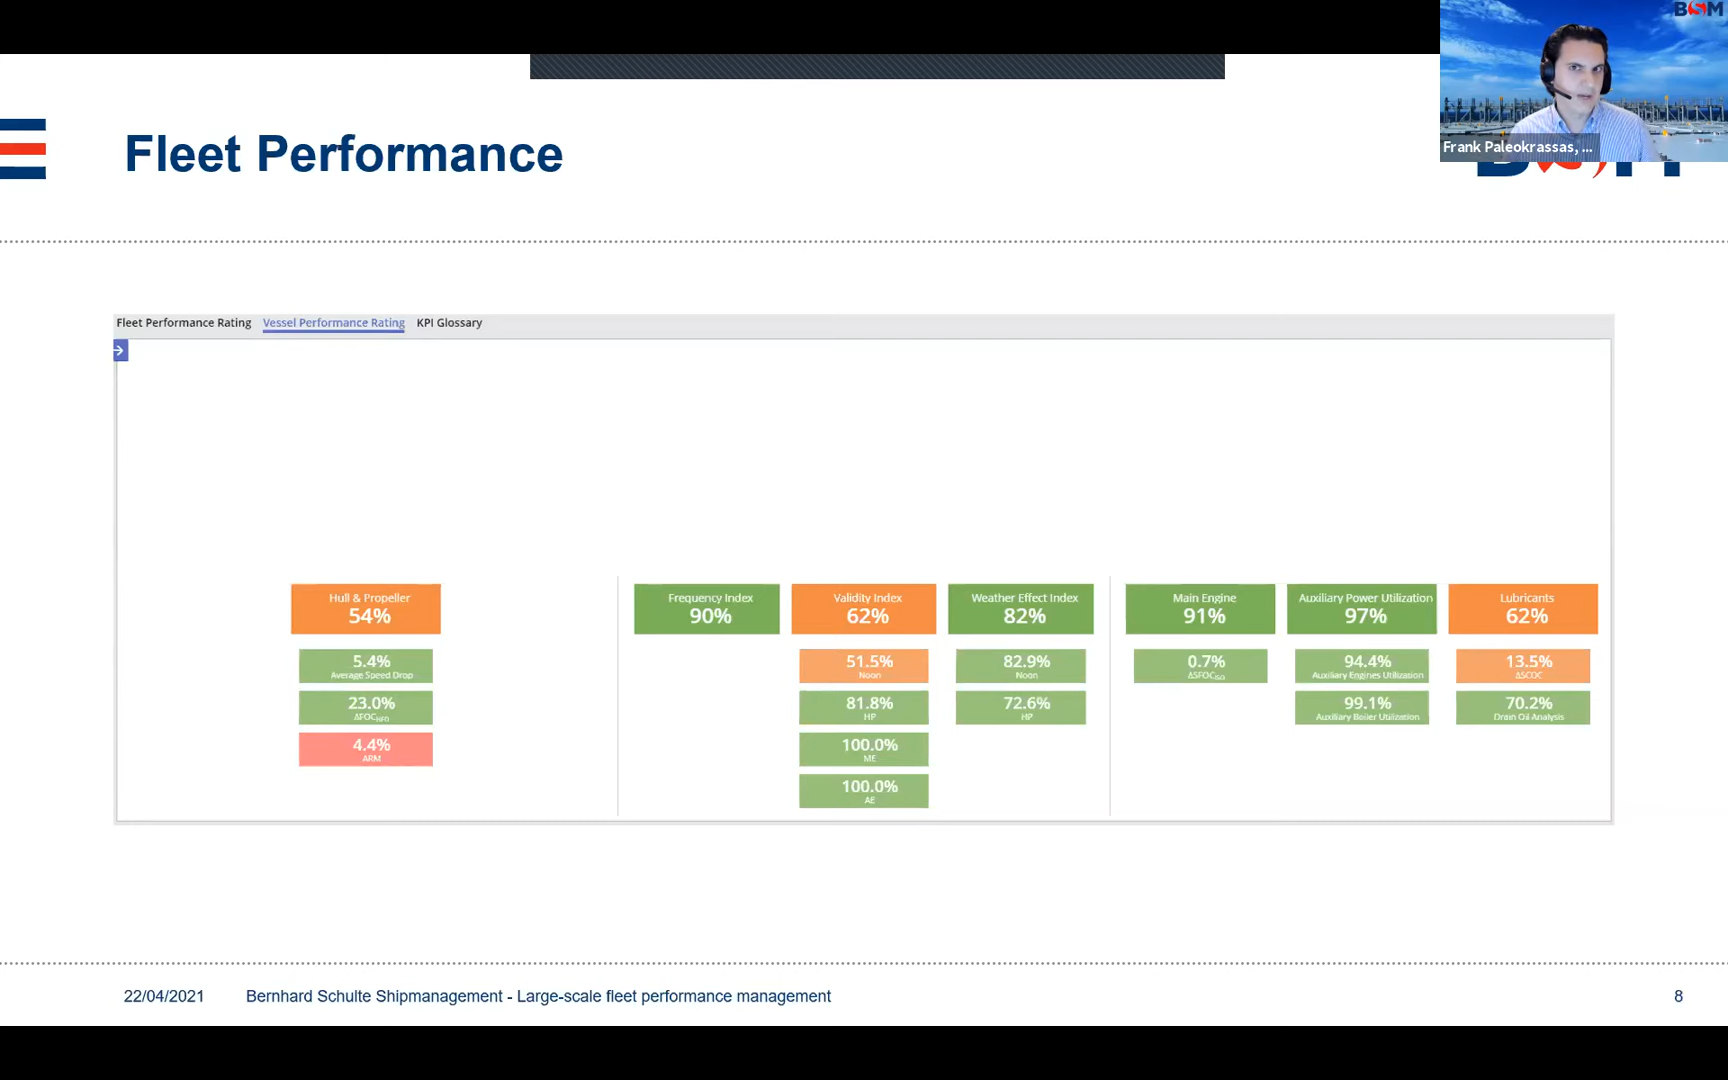 BSM
Frank Paleokrassas, ...
Fleet Performance
Fleet Performance Rating Vessel Performance Rating KPI Glossary
Hull & Propeller
54%
5.4%
Average Speed Drop
23.0%
ΔFOCHFO
4.4%
ARM
Frequency Index
90%
Validity Index
62%
51.5%
Noon
81.8%
HP
100.0%
ME
100.0%
AE
Weather Effect Index
82%
82.9%
Noon
72.6%
HP
Main Engine
91%
0.7%
ΔSFOCISO
Auxiliary Power Utilization
97%
94.4%
Auxiliary Engines Utilization
99.1%
Auxiliary Boiler Utilization
Lubricants
62%
13.5%
ΔSCOC
70.2%
Drain Oil Analysis
22/04/2021 Bernhard Schulte Shipmanagement - Large-scale fleet performance management 8